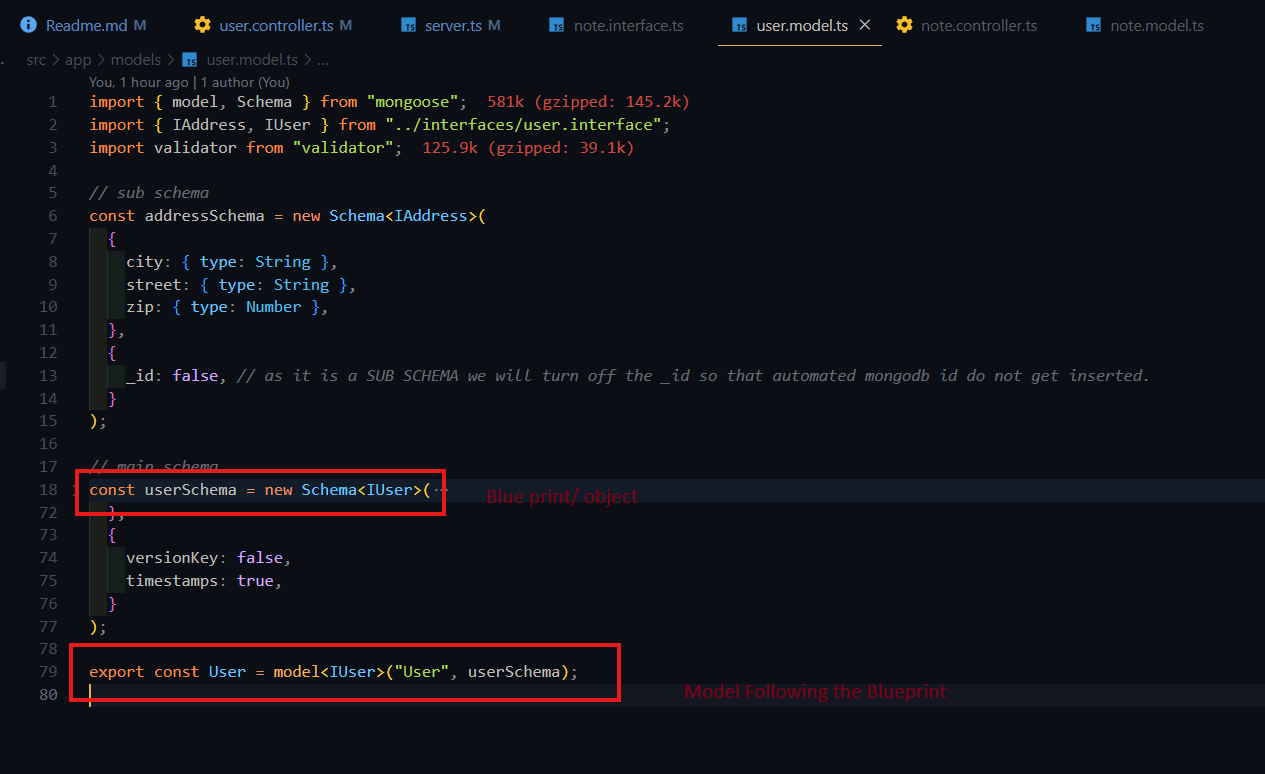 Readme.md M user.controller.ts M server.ts M note.interface.ts user.model.ts × note.controller.ts note.model.ts
src > app > models > user.model.ts > ...
You, 1 hour ago | 1 author (You)
1 import { model, Schema } from "mongoose"; 581k (gzipped: 145.2k)
2 import { IAddress, IUser } from "../interfaces/user.interface";
3 import validator from "validator"; 125.9k (gzipped: 39.1k)
4
5 // sub schema
6 const addressSchema = new Schema<IAddress>(
7 {
8 city: { type: String },
9 street: { type: String },
10 zip: { type: Number },
11 },
12 {
13 _id: false, // as it is a SUB SCHEMA we will turn off the _id so that automated mongodb id do not get inserted.
14 }
15 );
16
17 // main schema
18 const userSchema = new Schema<IUser>(··· Blue print/ object
72 },
73 {
74 versionKey: false,
75 timestamps: true,
76 }
77 );
78
79 export const User = model<IUser>("User", userSchema);
80 Model Following the Blueprint